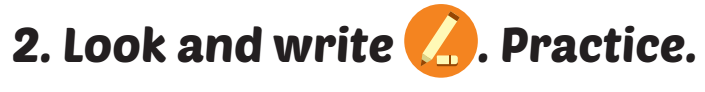 2. Look and write . Practice.